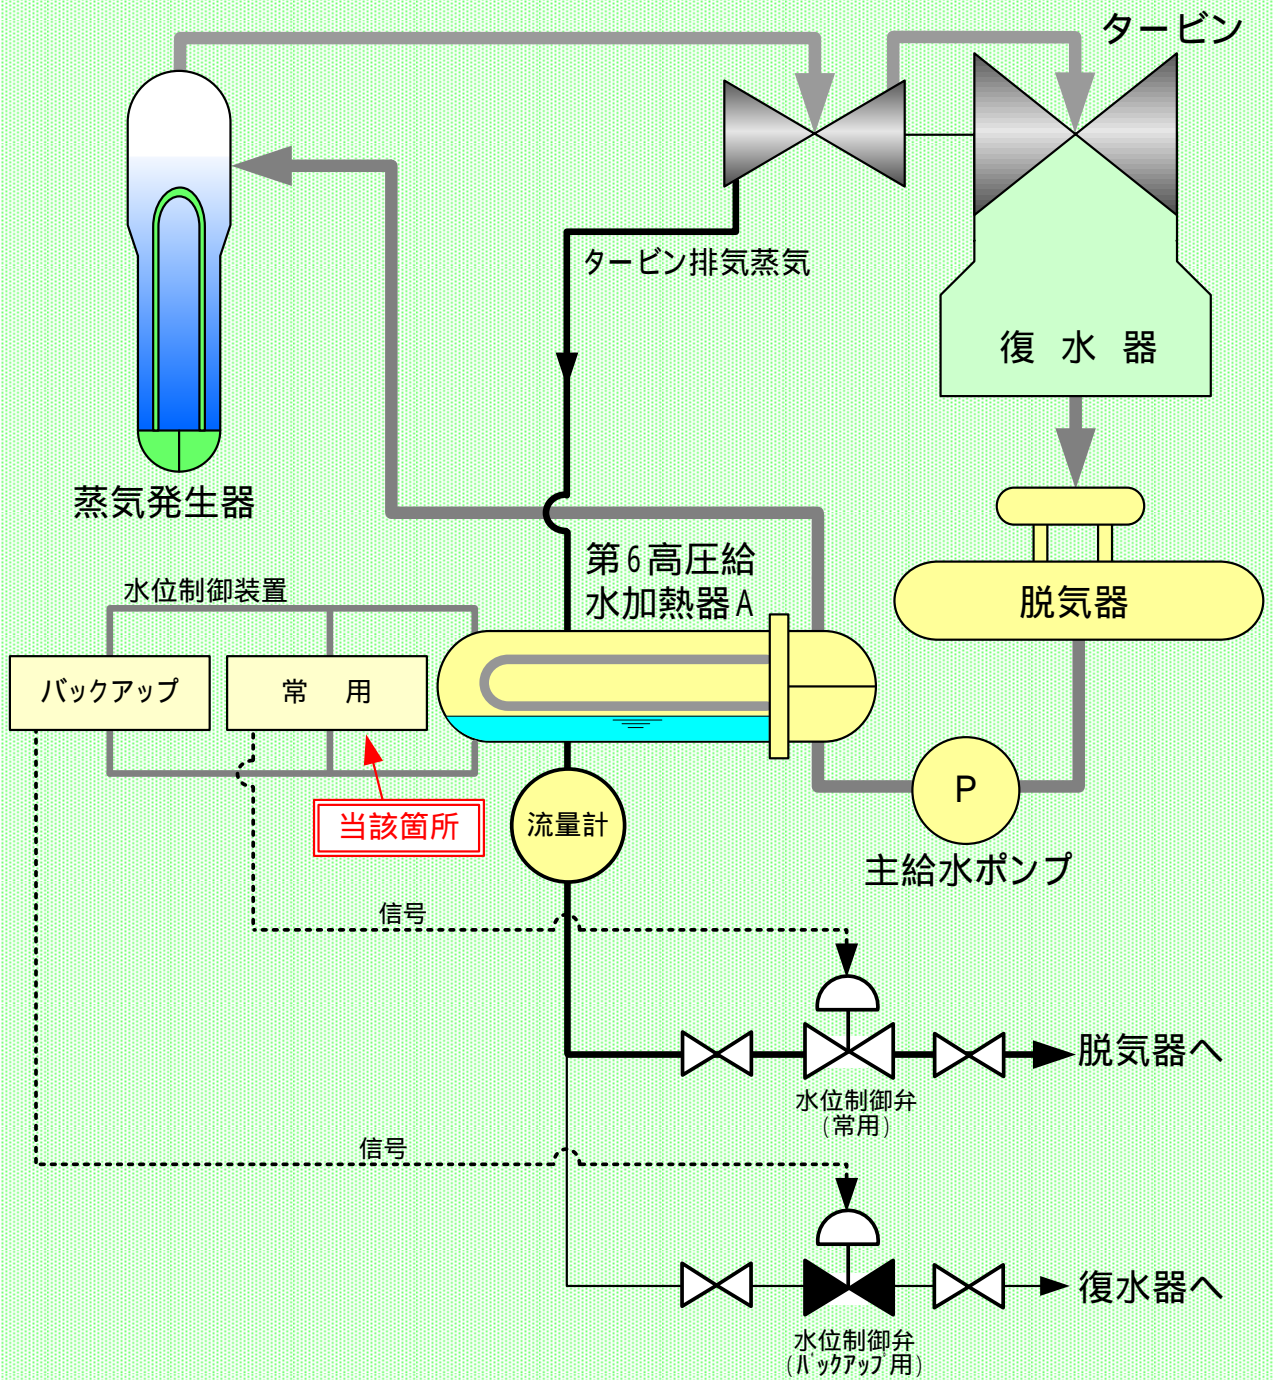 タービン
タービン排気蒸気
復水器
蒸気発生器
第6高圧給
水加熱器A
脱気器
水位制御装置
バックアップ
常用
当該箇所
流量計
P
主給水ポンプ
信号
脱気器へ
水位制御弁
(常用)
信号
復水器へ
水位制御弁
(バックアップ用)